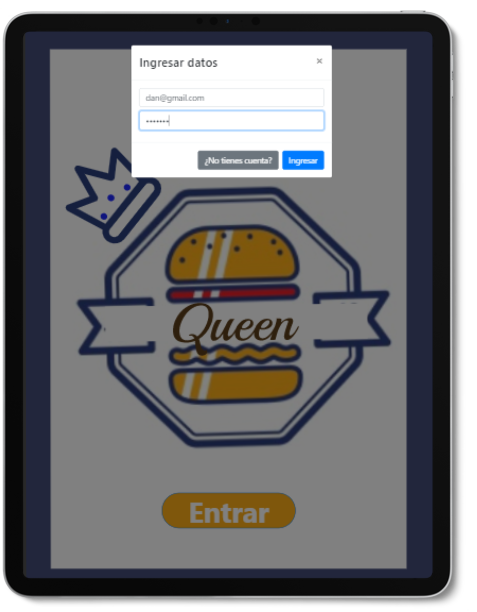 Ingresar datos ×
dan@gmail.com
•••••••
¿No tienes cuenta? Ingresar
Queen
Entrar